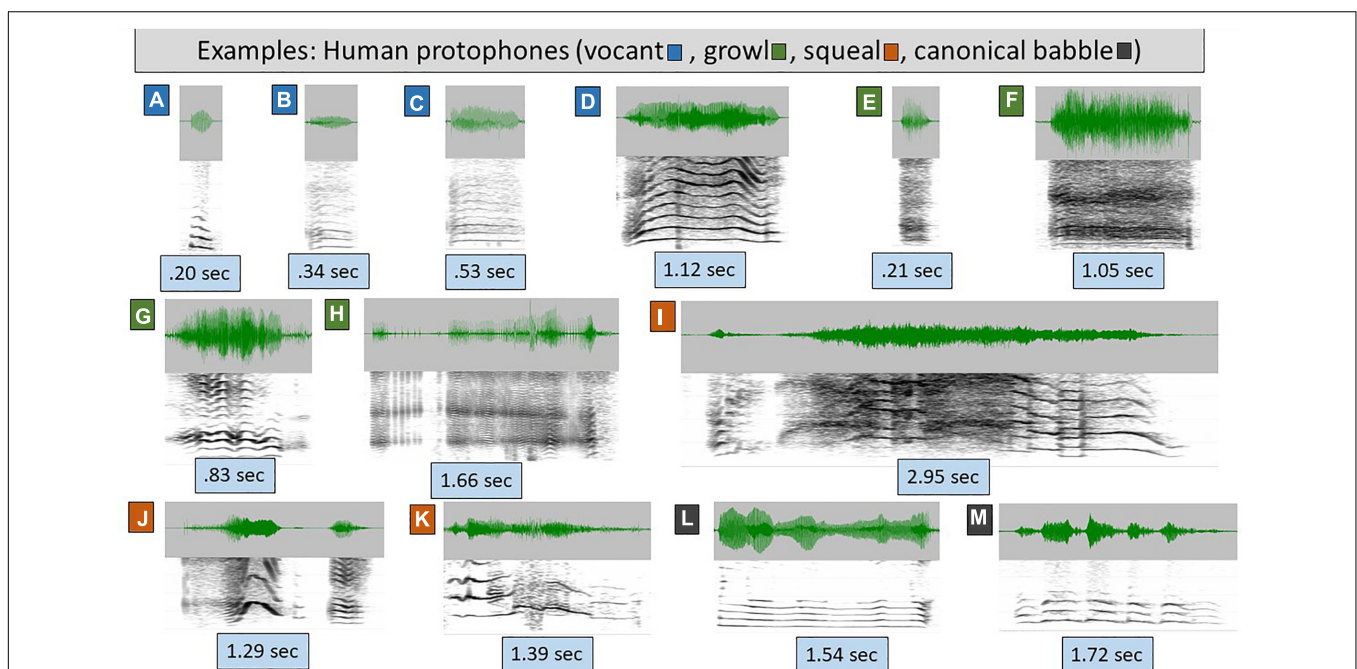 Examples: Human protophones (vocant , growl , squeal , canonical babble )
A B C D E F
.20 sec .34 sec .53 sec 1.12 sec .21 sec 1.05 sec
G H I
.83 sec 1.66 sec 2.95 sec
J K L M
1.29 sec 1.39 sec 1.54 sec 1.72 sec